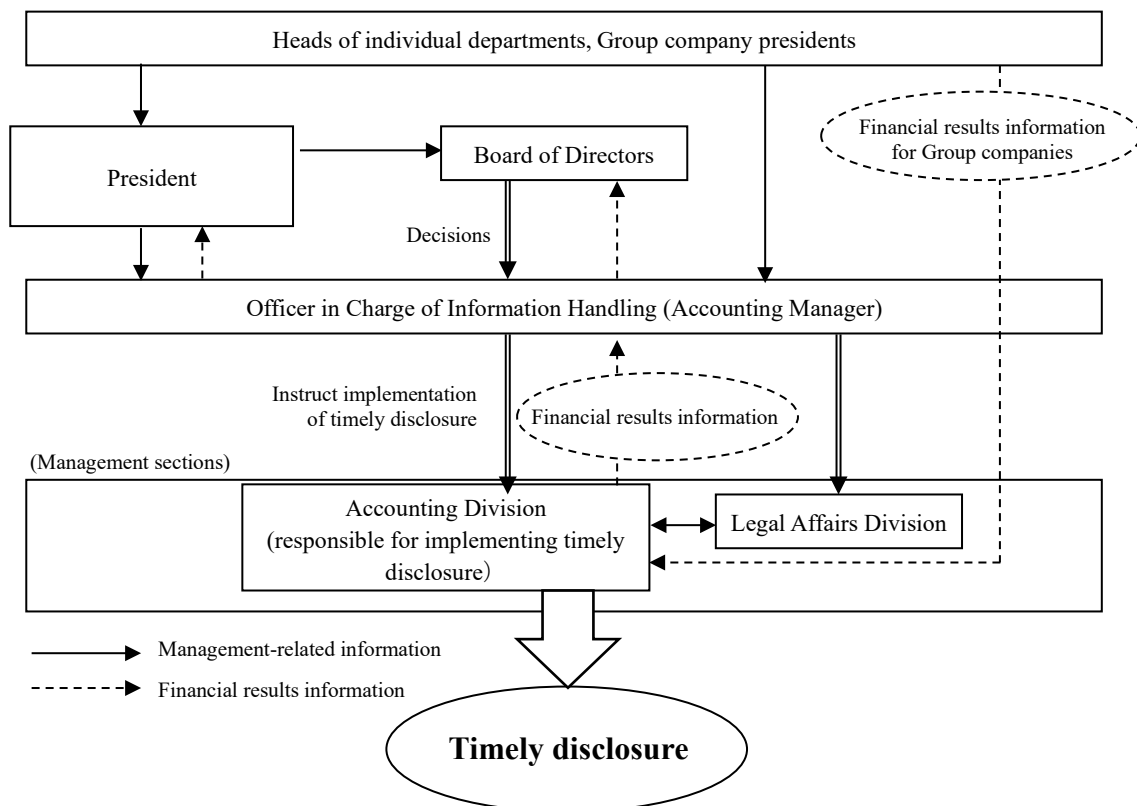 Heads of individual departments, Group company presidents
Financial results information
for Group companies
President
Board of Directors
Decisions
Officer in Charge of Information Handling (Accounting Manager)
Instruct implementation
of timely disclosure
Financial results information
(Management sections)
Accounting Division
(responsible for implementing timely
disclosure）
Legal Affairs Division
Management-related information
Financial results information
Timely disclosure